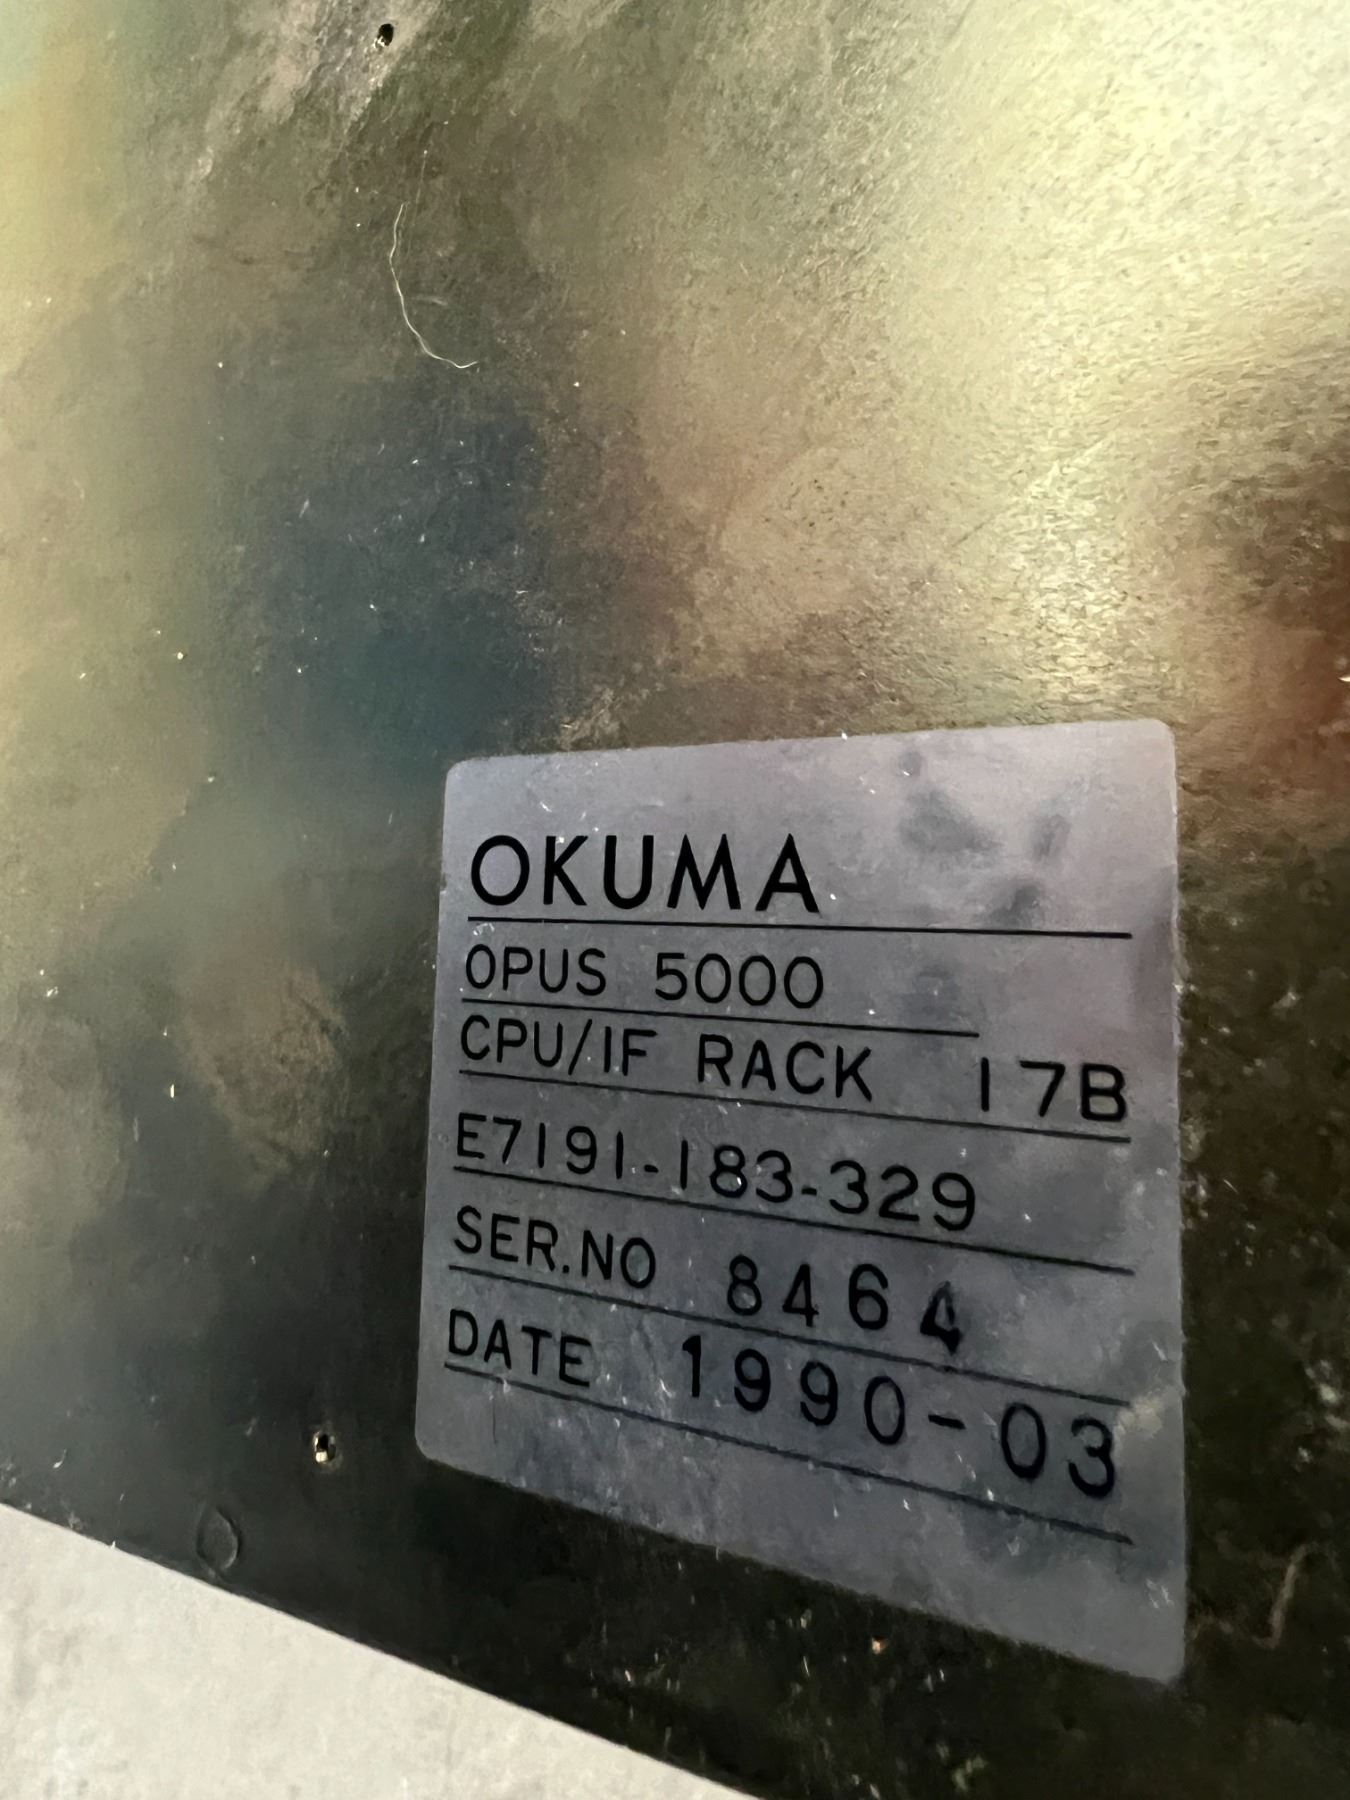 OKUMA
OPUS 5000
CPU/IF RACK 17B
E7191-183-329
SER.NO 8464
DATE 1990-03